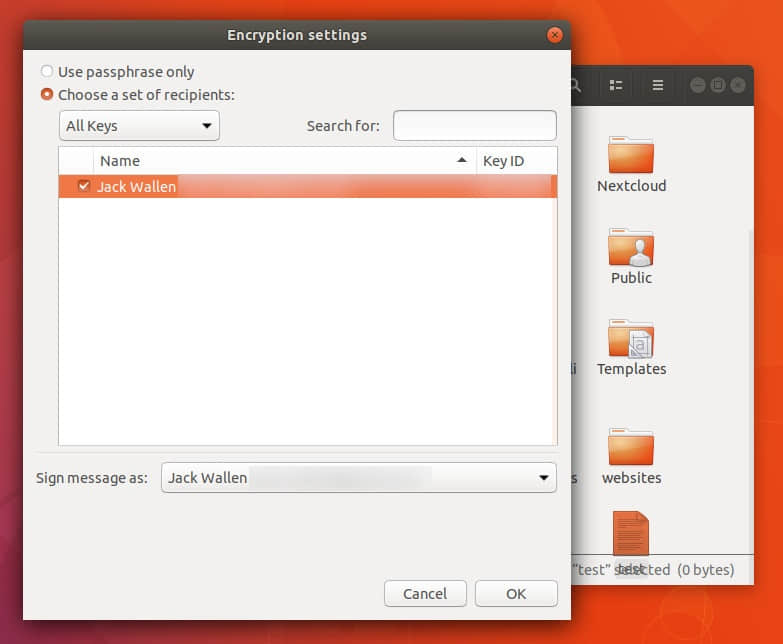 Encryption settings
Use passphrase only
Choose a set of recipients:
All Keys
Search for:
Name
Key ID
Jack Wallen
Sign message as:
Jack Wallen
Cancel
OK
Nextcloud
Public
Templates
li
websites
s
test
"test" selected (0 bytes)